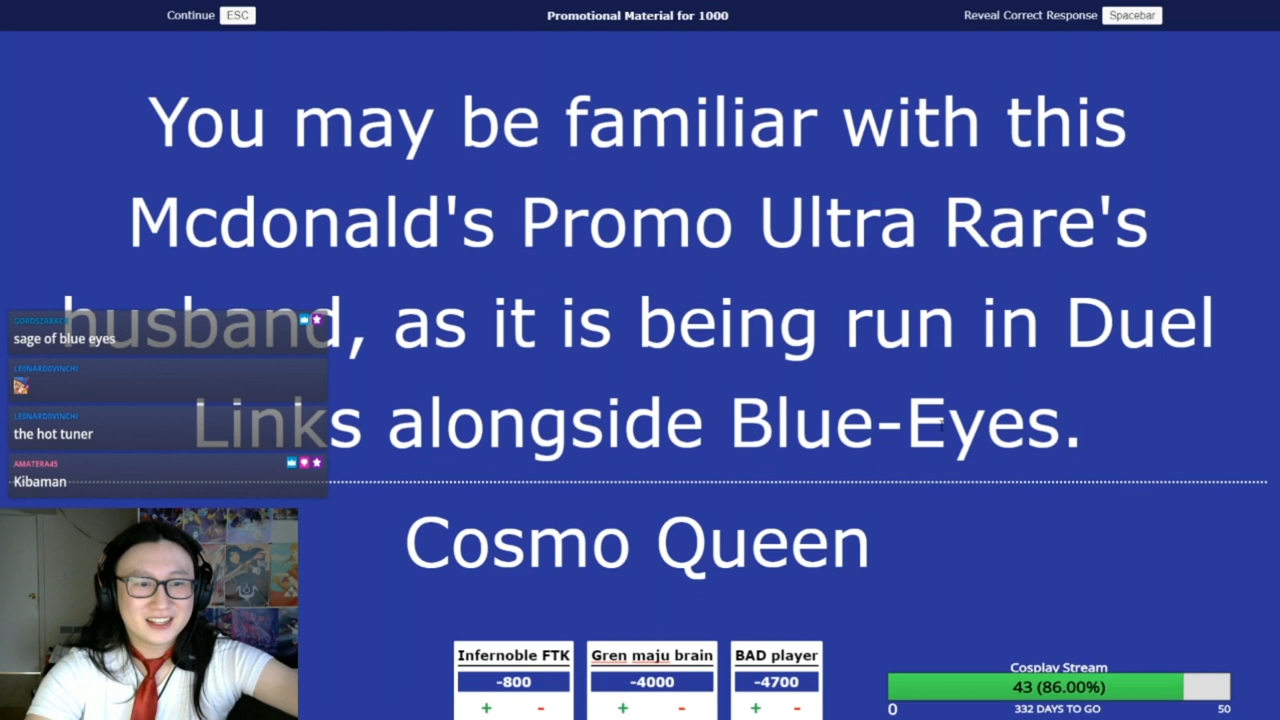 Continue ESC
Promotional Material for 1000
Reveal Correct Response Spacebar
You may be familiar with this
Mcdonald's Promo Ultra Rare's
husband, as it is being run in Duel
Links alongside Blue-Eyes.
sage of blue eyes
LE0NARD0VINCHI
LE0NARD0VINCHI
the hot tuner
AMATERA45
Kibaman
Cosmo Queen
Infernoble FTK
-800
+ -
Gren maju brain
-4000
+ -
BAD player
-4700
+ -
Cosplay Stream
43 (86.00%)
0 332 DAYS TO GO 50